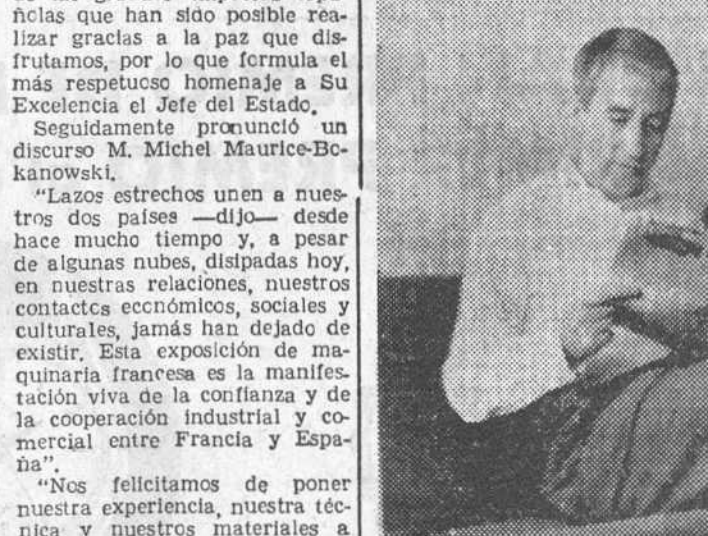 ñolas que han sido posible rea-
lizar gracias a la paz que dis-
frutamos, por lo que formula el
más respetuoso homenaje a Su
Excelencia el Jefe del Estado.
Seguidamente pronunció un
discurso M. Michel Maurice-Bo-
kanowski.
"Lazos estrechos unen a nues-
tros dos países —dijo— desde
hace mucho tiempo y, a pesar
de algunas nubes, disipadas hoy,
en nuestras relaciones, nuestros
contactos económicos, sociales y
culturales, jamás han dejado de
existir. Esta exposición de ma-
quinaria francesa es la manifes-
tación viva de la confianza y de
la cooperación industrial y co-
mercial entre Francia y Espa-
ña".
"Nos felicitamos de poner
nuestra experiencia, nuestra téc-
nica y nuestros materiales a